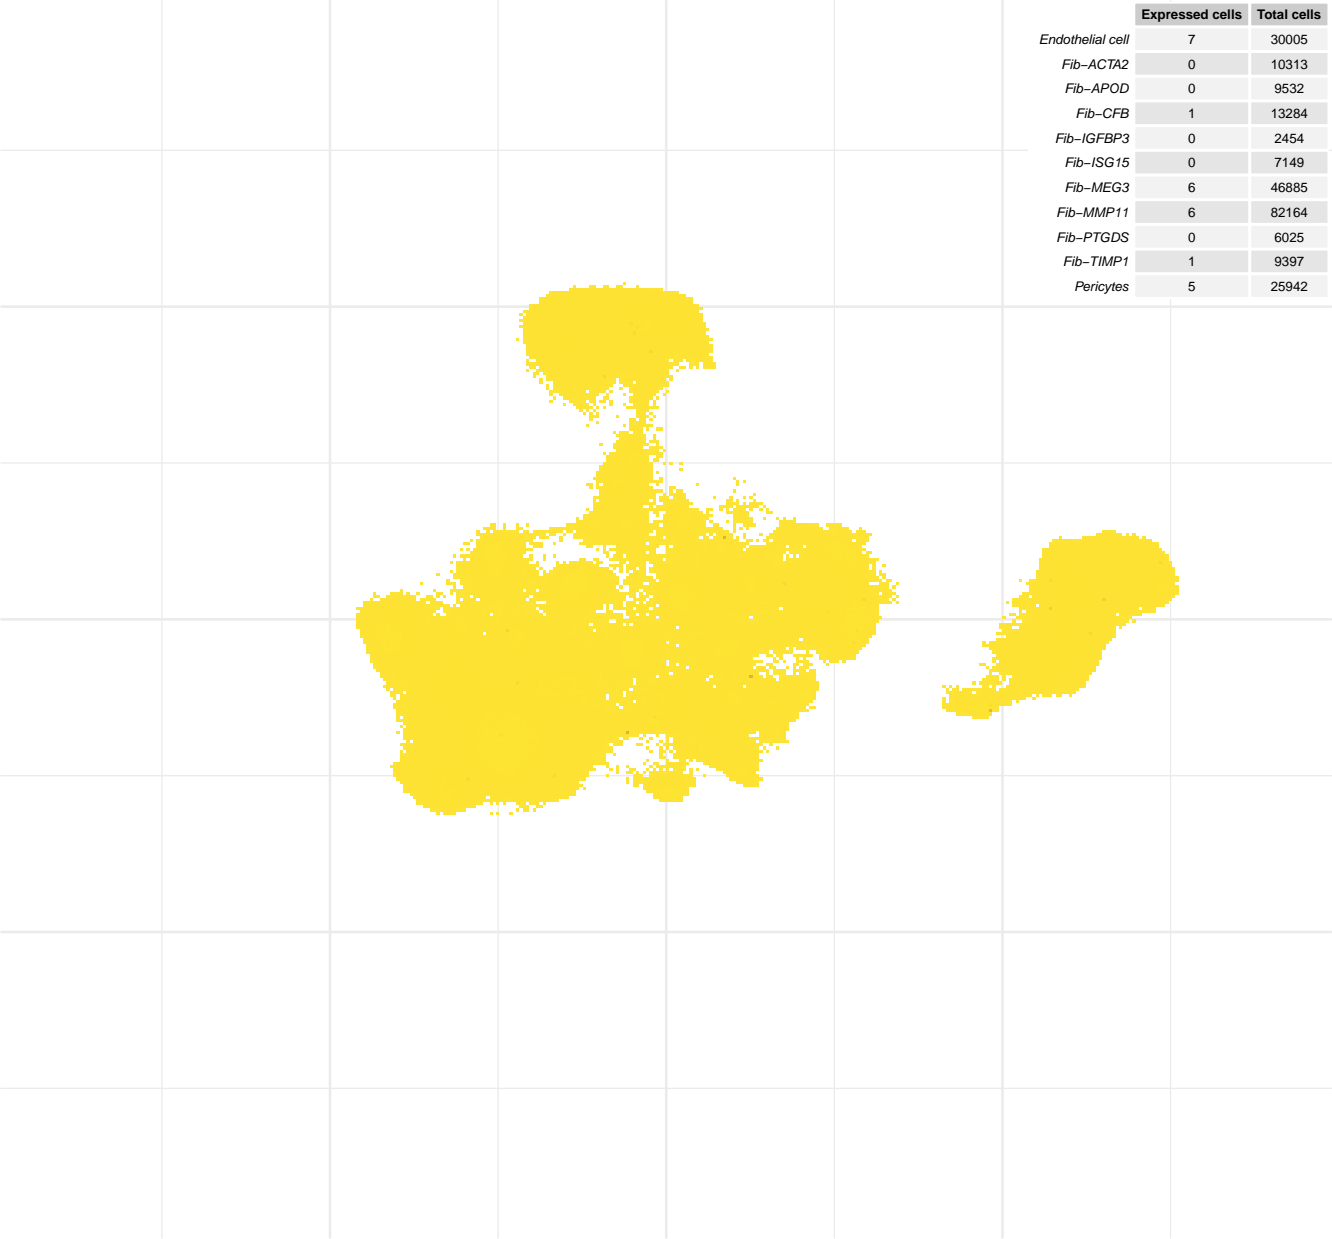 Expressed cells Total cells
Endothelial cell 7 30005
Fib−ACTA2 0 10313
Fib−APOD 0 9532
Fib−CFB 1 13284
Fib−IGFBP3 0 2454
Fib−ISG15 0 7149
Fib−MEG3 6 46885
Fib−MMP11 6 82164
Fib−PTGDS 0 6025
Fib−TIMP1 1 9397
Pericytes 5 25942